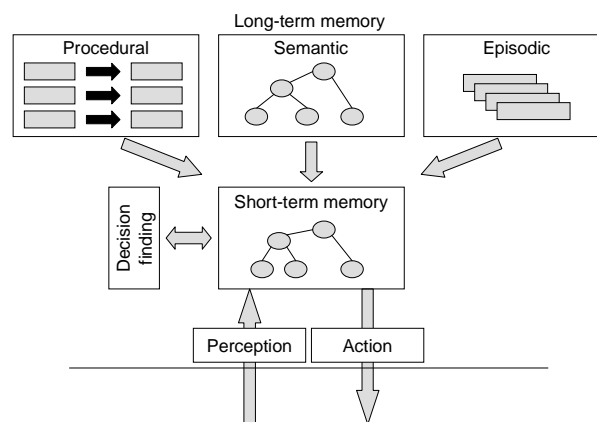 Long-term memory
Procedural
Semantic
Episodic
Short-term memory
Decision
finding
Perception
Action